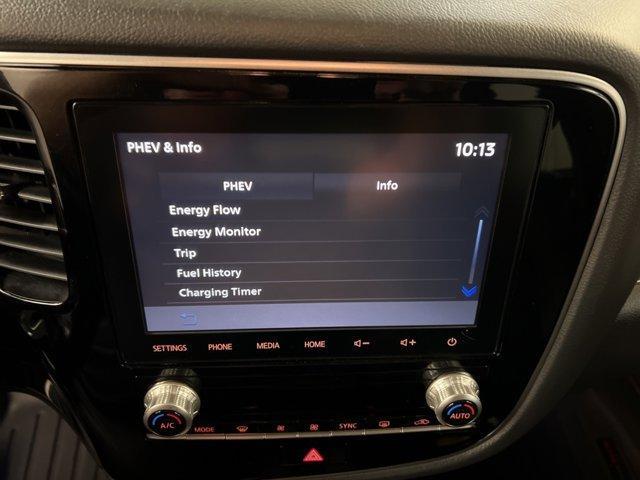 PHEV & Info 10:13
PHEV Info
Energy Flow
Energy Monitor
Trip
Fuel History
Charging Timer
SETTINGS PHONE MEDIA HOME
A/C AUTO
MODE SYNC